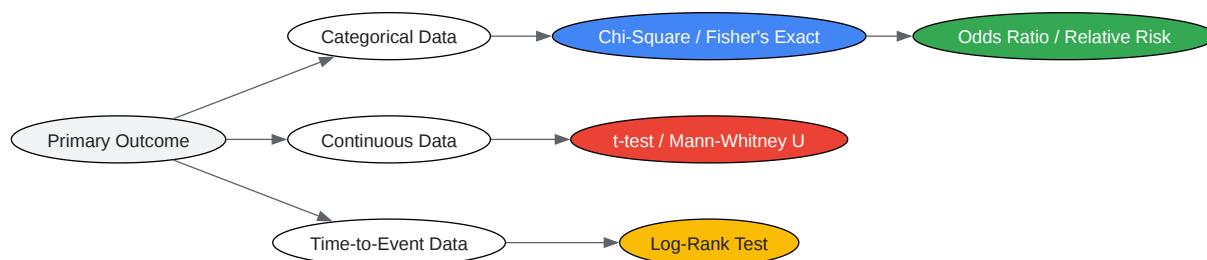 Categorical Data
Chi-Square / Fisher's Exact
Odds Ratio / Relative Risk
Primary Outcome
Continuous Data
t-test / Mann-Whitney U
Time-to-Event Data
Log-Rank Test